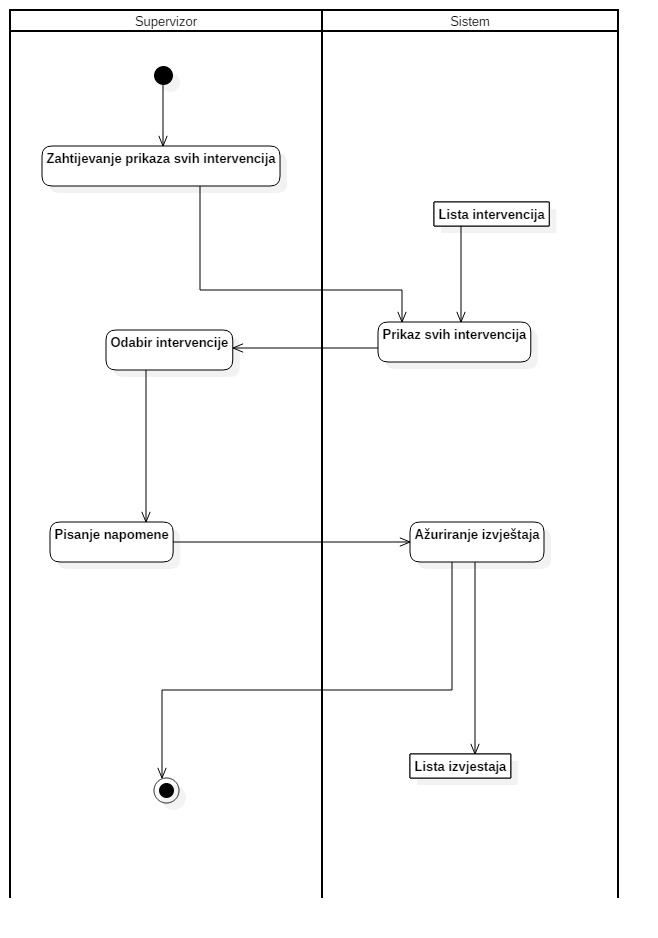 Supervizor
Sistem
Zahtijevanje prikaza svih intervencija
Lista intervencija
Prikaz svih intervencija
Odabir intervencije
Pisanje napomene
Ažuriranje izvještaja
Lista izvjestaja